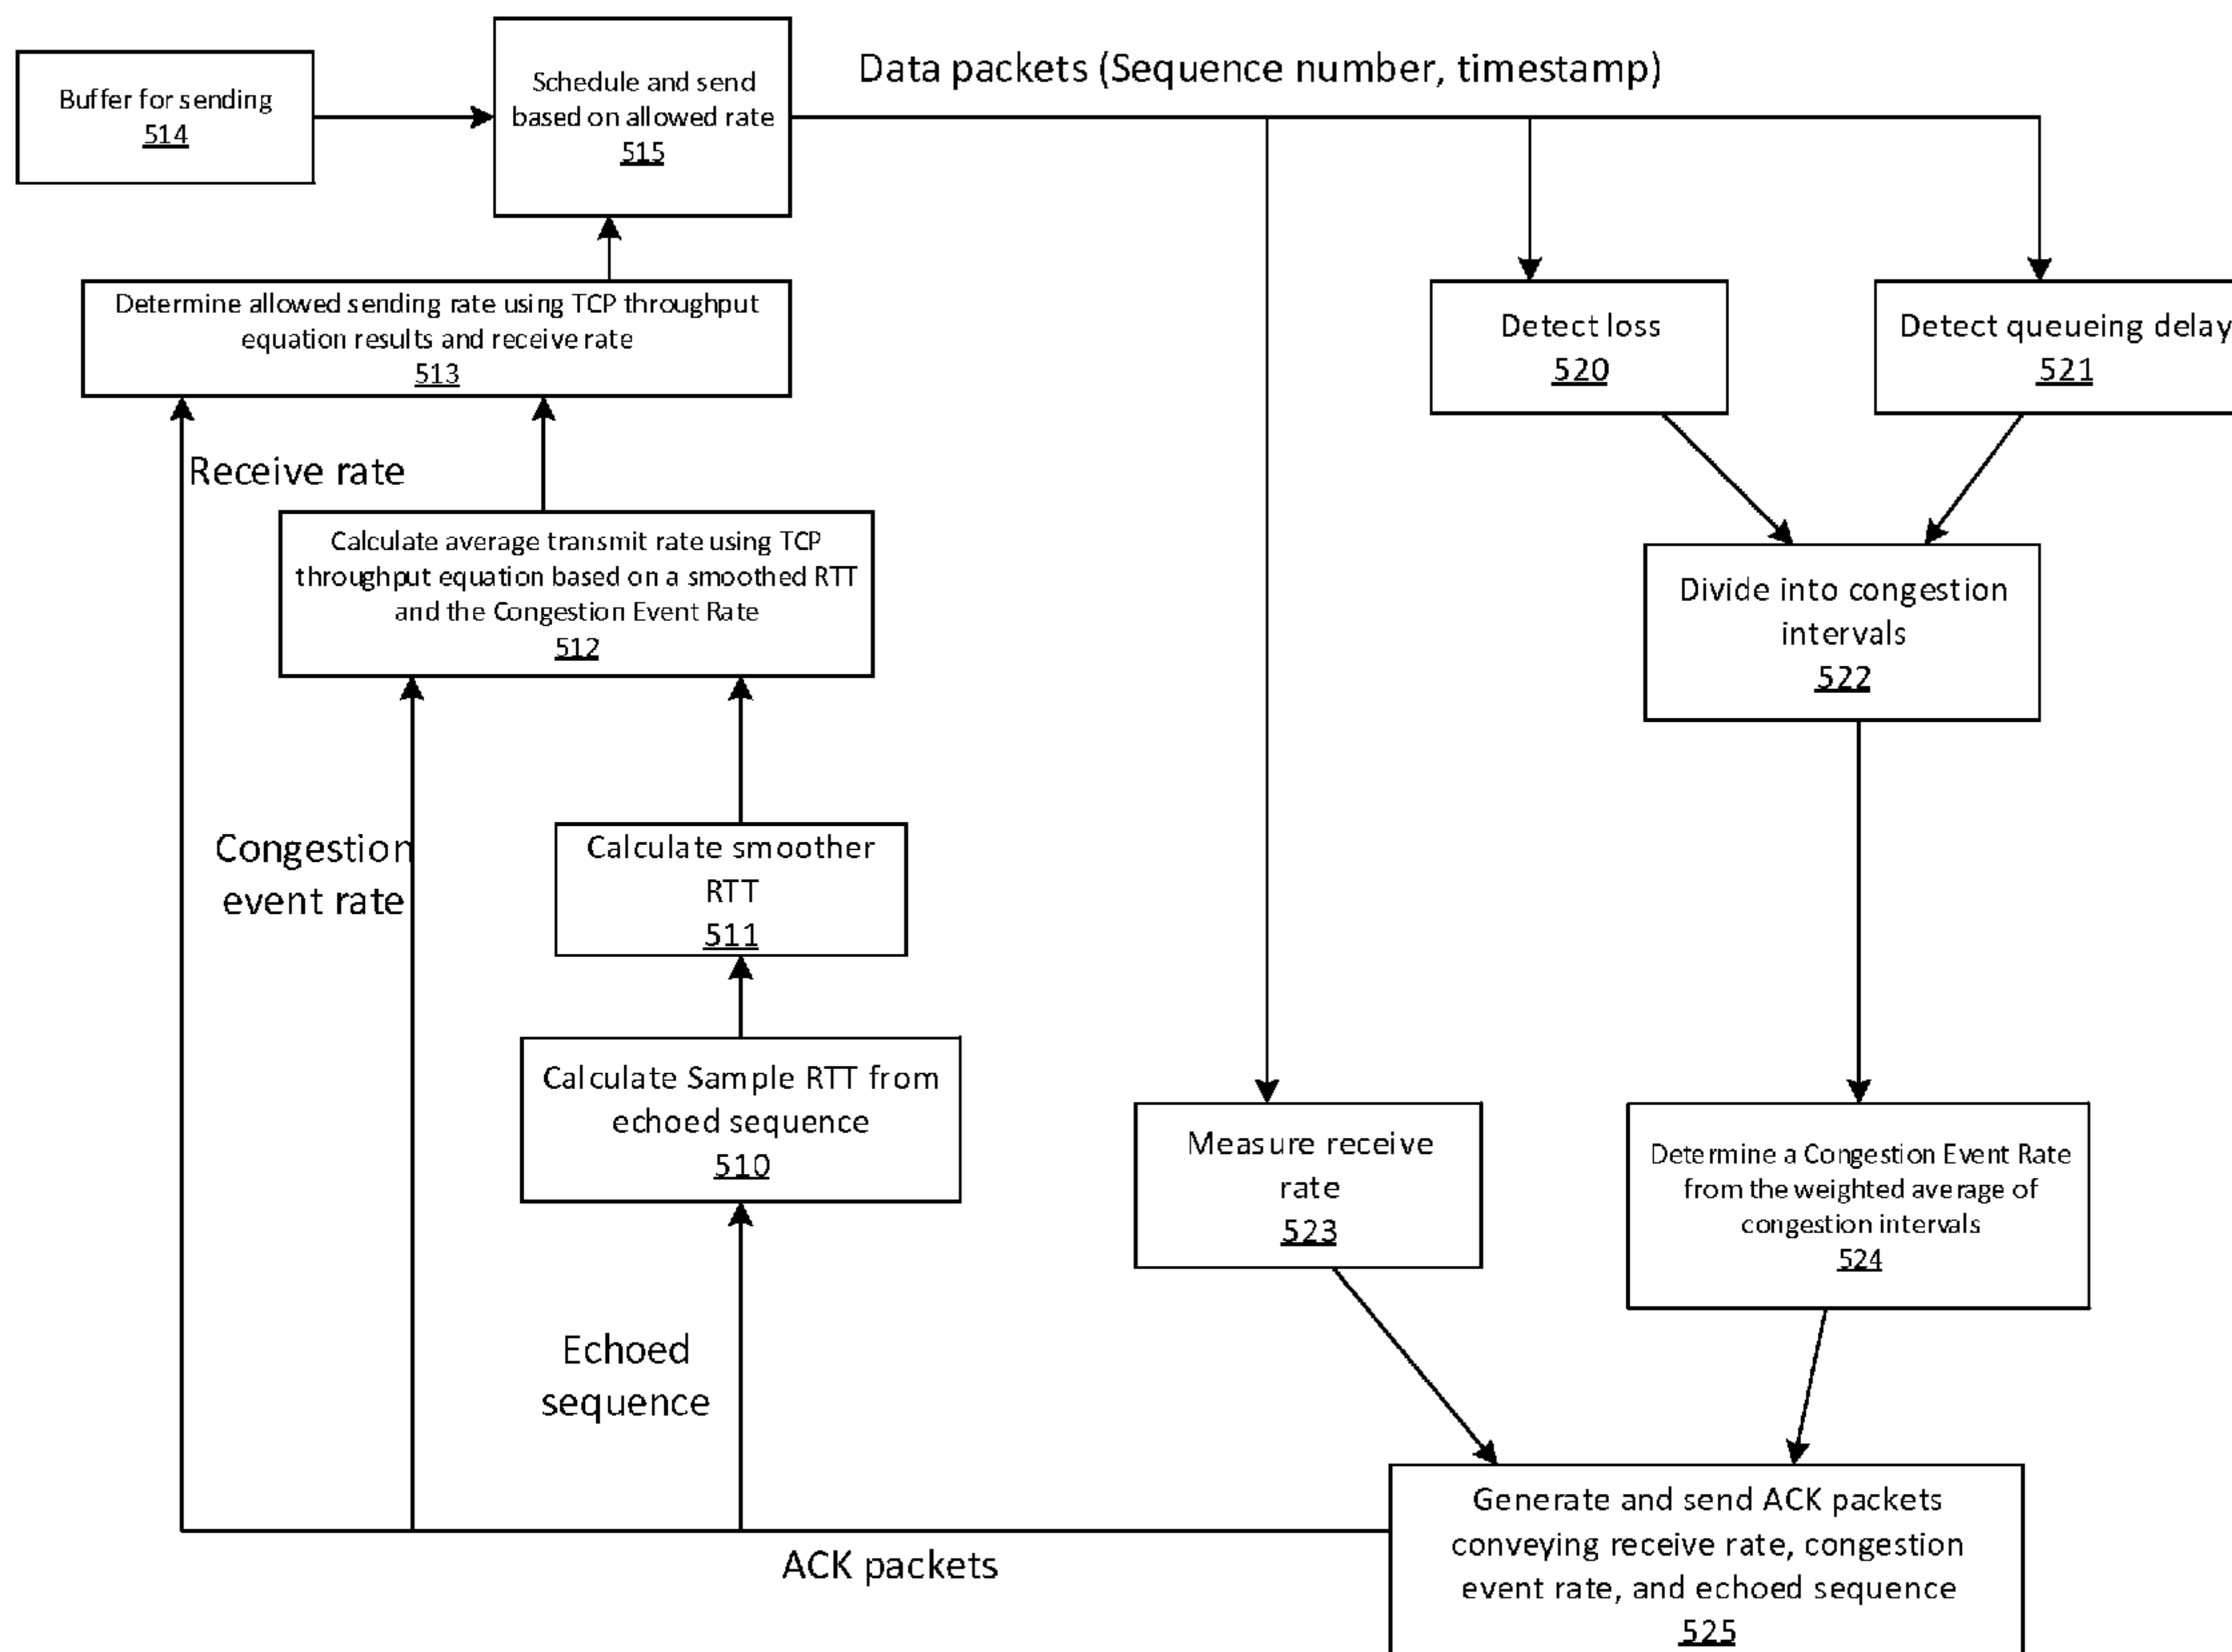 Buffer for sending
514
Schedule and send
based on allowed rate
515
Data packets (Sequence number, timestamp)
Determine allowed sending rate using TCP throughput
equation results and receive rate
513
Detect loss
520
Detect queueing delay
521
Receive rate
Calculate average transmit rate using TCP
throughput equation based on a smoothed RTT
and the Congestion Event Rate
512
Divide into congestion
intervals
522
Congestion
event rate
Calculate smoother
RTT
511
Calculate Sample RTT from
echoed sequence
510
Measure receive
rate
523
Determine a Congestion Event Rate
from the weighted average of
congestion intervals
524
Echoed
sequence
ACK packets
Generate and send ACK packets
conveying receive rate, congestion
event rate, and echoed sequence
525